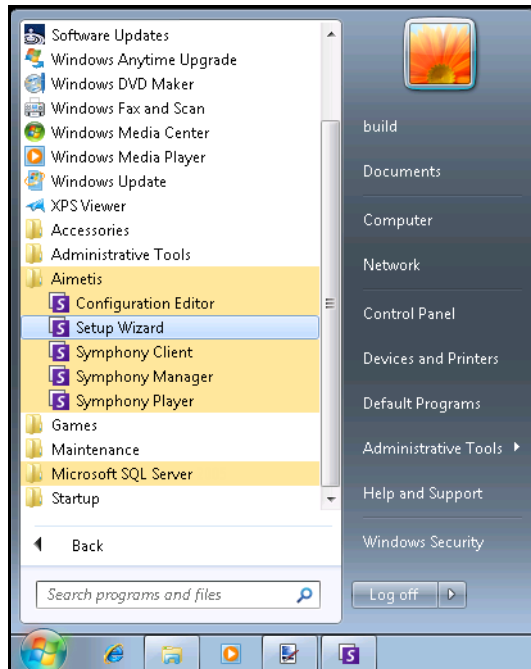 Software Updates
Windows Anytime Upgrade
Windows DVD Maker
Windows Fax and Scan
Windows Media Center
Windows Media Player
Windows Update
XPS Viewer
Accessories
Administrative Tools
Aimetis
Configuration Editor
Setup Wizard
Symphony Client
Symphony Manager
Symphony Player
Games
Maintenance
Microsoft SQL Server
Startup
Back
Search programs and files
build
Documents
Computer
Network
Control Panel
Devices and Printers
Default Programs
Administrative Tools
Help and Support
Windows Security
Log off